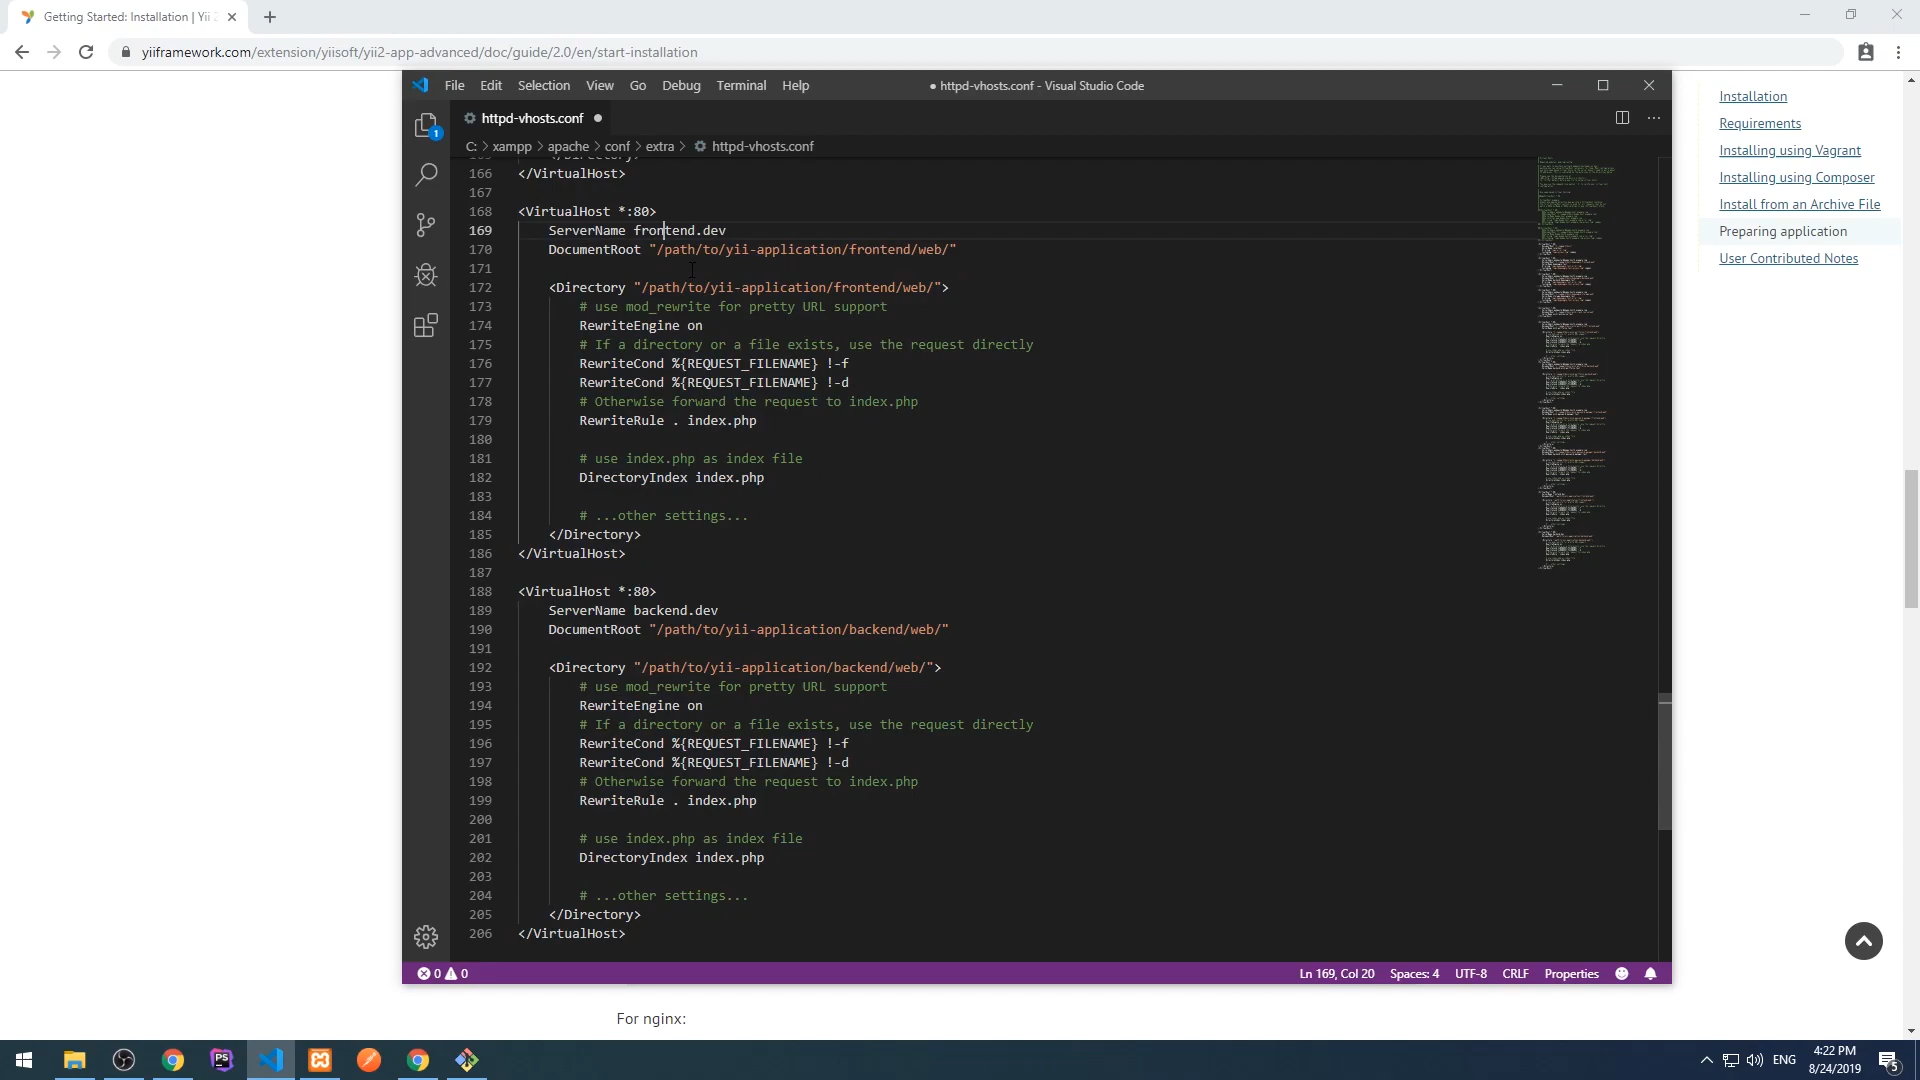 Getting Started: Installation | Yii 2
yiiframework.com/extension/yiisoft/yii2-app-advanced/doc/guide/2.0/en/start-installation
File Edit Selection View Go Debug Terminal Help
● httpd-vhosts.conf - Visual Studio Code
httpd-vhosts.conf ●
C: > xampp > apache > conf > extra > httpd-vhosts.conf
1
166 </VirtualHost>
167
168 <VirtualHost *:80>
169 ServerName frontend.dev
170 DocumentRoot "/path/to/yii-application/frontend/web/"
171
172 <Directory "/path/to/yii-application/frontend/web/">
173 # use mod_rewrite for pretty URL support
174 RewriteEngine on
175 # If a directory or a file exists, use the request directly
176 RewriteCond %{REQUEST_FILENAME} !-f
177 RewriteCond %{REQUEST_FILENAME} !-d
178 # Otherwise forward the request to index.php
179 RewriteRule . index.php
180
181 # use index.php as index file
182 DirectoryIndex index.php
183
184 # ...other settings...
185 </Directory>
186 </VirtualHost>
187
188 <VirtualHost *:80>
189 ServerName backend.dev
190 DocumentRoot "/path/to/yii-application/backend/web/"
191
192 <Directory "/path/to/yii-application/backend/web/">
193 # use mod_rewrite for pretty URL support
194 RewriteEngine on
195 # If a directory or a file exists, use the request directly
196 RewriteCond %{REQUEST_FILENAME} !-f
197 RewriteCond %{REQUEST_FILENAME} !-d
198 # Otherwise forward the request to index.php
199 RewriteRule . index.php
200
201 # use index.php as index file
202 DirectoryIndex index.php
203
204 # ...other settings...
205 </Directory>
206 </VirtualHost>
0 0
Ln 169, Col 20 Spaces: 4 UTF-8 CRLF Properties
Installation
Requirements
Installing using Vagrant
Installing using Composer
Install from an Archive File
Preparing application
User Contributed Notes
For nginx:
PS
ENG
4:22 PM
8/24/2019
5